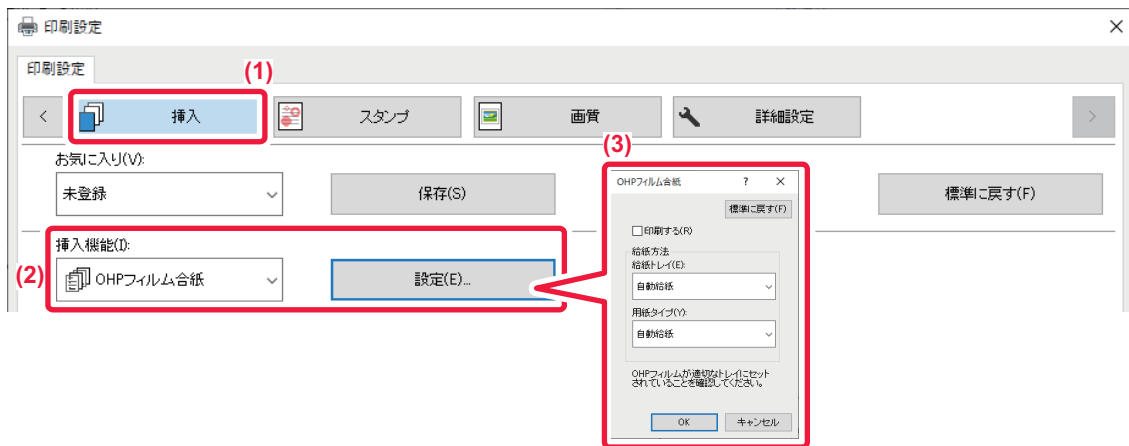 印刷設定
印刷設定
(1)
挿入
スタンプ
画質
詳細設定
お気に入り(V):
未登録
保存(S)
標準に戻す(F)
挿入機能(I):
(2)
OHPフィルム合紙
設定(E)...
(3)
OHPフィルム合紙
?
標準に戻す(F)
印刷する(R)
給紙方法
給紙トレイ(E):
自動給紙
用紙タイプ(Y):
自動給紙
OHPフィルムが適切なトレイにセット
されていることを確認してください。
OK
キャンセル